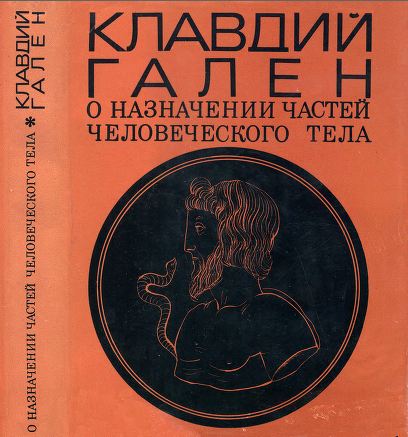 КЛАВДИЙ
ГАЛЕН
О НАЗНАЧЕНИИ ЧАСТЕЙ ЧЕЛОВЕЧЕСКОГО ТЕЛА * 
КЛАВДИЙ
ГАЛЕН
О НАЗНАЧЕНИИ ЧАСТЕЙ
ЧЕЛОВЕЧЕСКОГО ТЕЛА